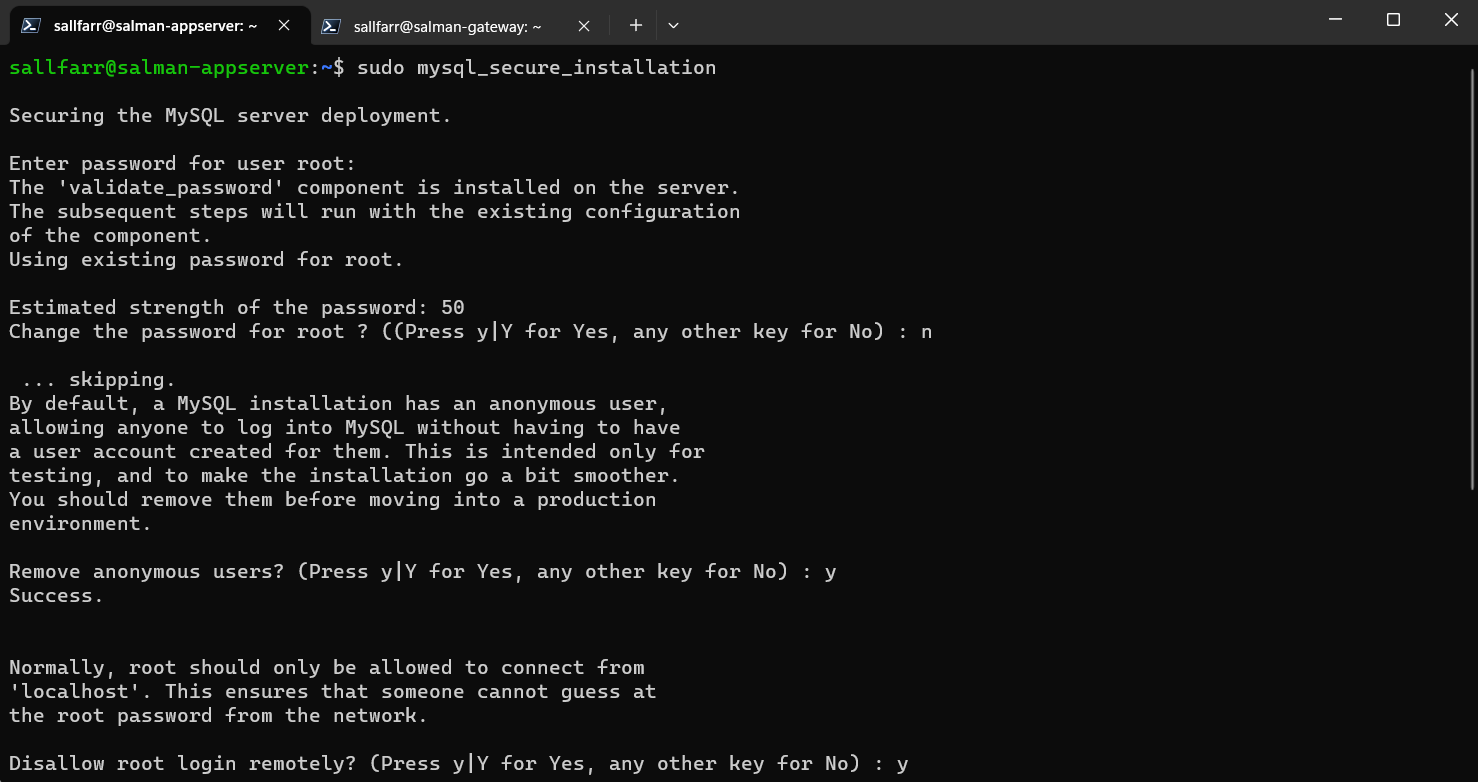 sallfarr@salman-appserver: ~
sallfarr@salman-gateway: ~
sallfarr@salman-appserver:~$ sudo mysql_secure_installation
Securing the MySQL server deployment.
Enter password for user root:
The 'validate_password' component is installed on the server.
The subsequent steps will run with the existing configuration
of the component.
Using existing password for root.
Estimated strength of the password: 50
Change the password for root ? ((Press y|Y for Yes, any other key for No) : n
 ... skipping.
By default, a MySQL installation has an anonymous user,
allowing anyone to log into MySQL without having to have
a user account created for them. This is intended only for
testing, and to make the installation go a bit smoother.
You should remove them before moving into a production
environment.
Remove anonymous users? (Press y|Y for Yes, any other key for No) : y
Success.
Normally, root should only be allowed to connect from
'localhost'. This ensures that someone cannot guess at
the root password from the network.
Disallow root login remotely? (Press y|Y for Yes, any other key for No) : y